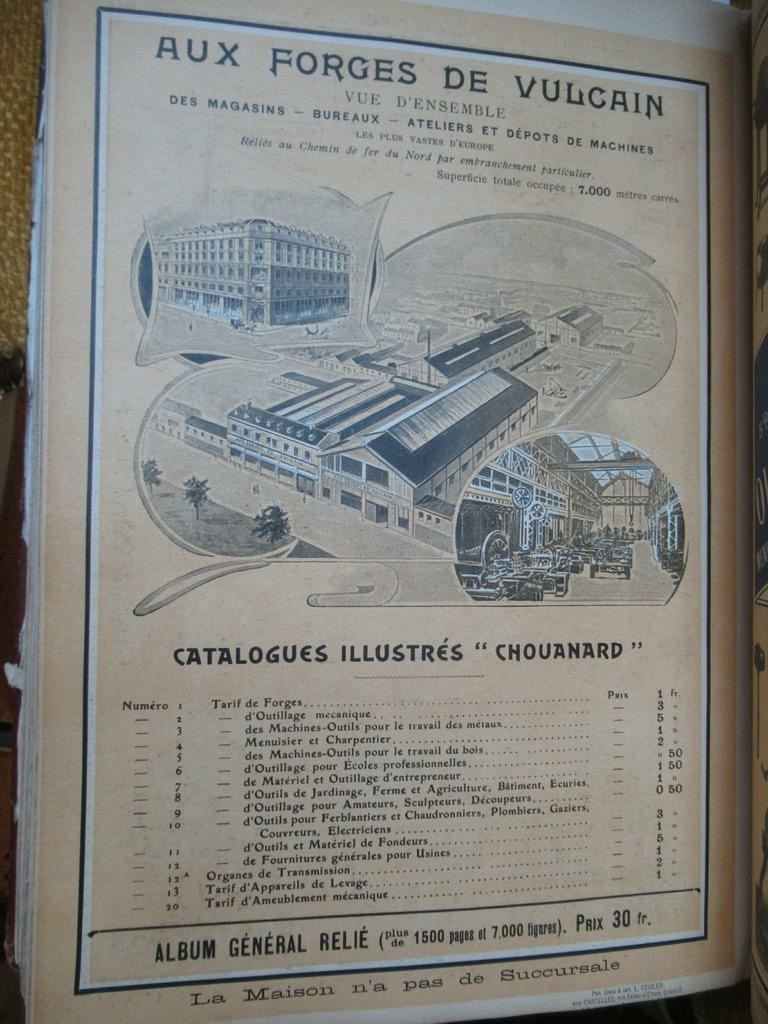 AUX FORGES DE VULCAIN
VUE D'ENSEMBLE
DES MAGASINS — BUREAUX — ATELIERS ET DÉPOTS DE MACHINES
LES PLUS VASTES D'EUROPE
Reliés au Chemin de fer du Nord par embranchement particulier.
Superficie totale occupée : 7.000 mètres carrés.
CATALOGUES ILLUSTRÉS " CHOUANARD "
Numéro 1 Tarif de Forges PRIX 1 fr.
— 2 — d'Outillage mecanique — 3 »
— 3 — des Machines-Outils pour le travail des métaux — 5 »
— 4 — Menuisier et Charpentier — 1 »
— 5 — des Machines-Outils pour le travail du bois — 2 »
— 6 — d'Outillage pour Écoles professionnelles — » 50
— 7 — de Matériel et Outillage d'entrepreneur — 1 50
— 8 — d'Outils de Jardinage, Ferme et Agriculture, Bâtiment, Ecuries. — 1 »
— 9 — d'Outillage pour Amateurs, Sculpteurs, Découpeurs — 0 50
— 10 — d'Outils pour Ferblantiers et Chaudronniers, Plombiers, Gaziers,
Couvreurs, Electriciens — 3 »
— 11 — d'Outils et Matériel de Fondeurs — 1 »
— 12 — de Fournitures générales pour Usines — 5 »
— 12ᴬ Organes de Transmission — 1 »
— 13 Tarif d'Appareils de Levage — 2 »
— 20 Tarif d'Ameublement mécanique — 1 »
ALBUM GÉNÉRAL RELIÉ (plus de 1500 pages et 7.000 figures). PRIX 30 fr.
La Maison n'a pas de Succursale